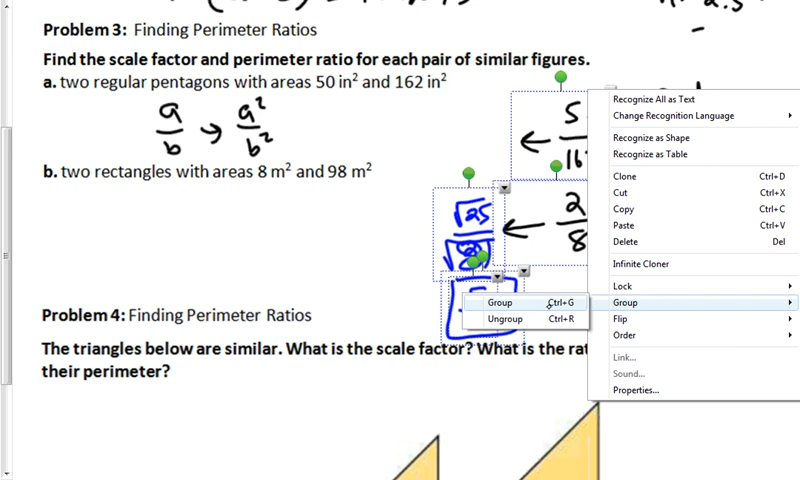 Problem 3: Finding Perimeter Ratios
Find the scale factor and perimeter ratio for each pair of similar figures.
a. two regular pentagons with areas 50 in² and 162 in²
a/b → a²/b²
← 5 / 16
b. two rectangles with areas 8 m² and 98 m²
√25
← 2 / 8
Recognize All as Text
Change Recognition Language
Recognize as Shape
Recognize as Table
Clone Ctrl+D
Cut Ctrl+X
Copy Ctrl+C
Paste Ctrl+V
Delete Del
Infinite Cloner
Lock
Group
Flip
Order
Link...
Sound...
Properties...
Group Ctrl+G
Ungroup Ctrl+R
Problem 4: Finding Perimeter Ratios
The triangles below are similar. What is the scale factor? What is the
their perimeter?